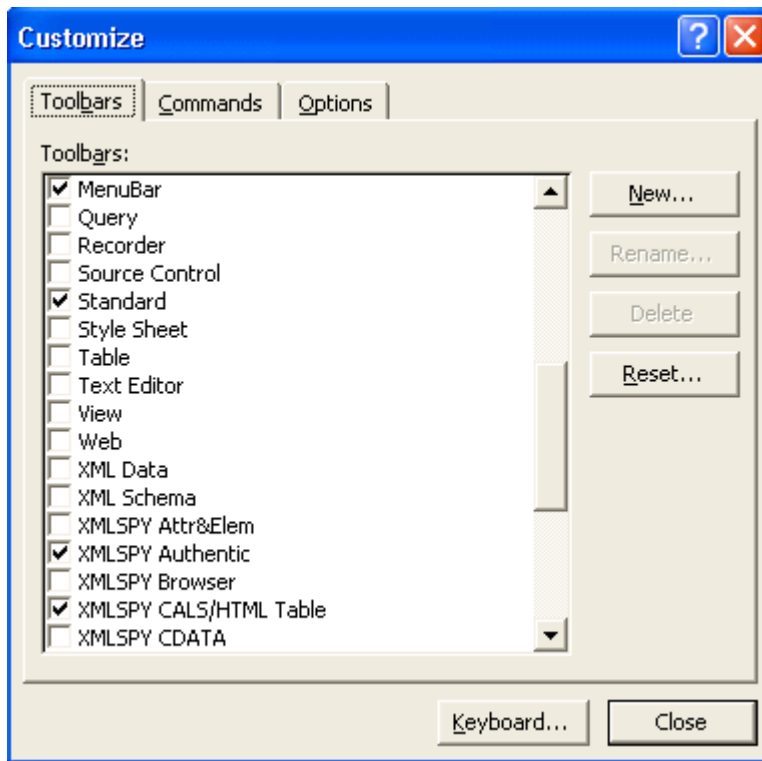 Customize
Toolbars Commands Options
Toolbars:
MenuBar
Query
Recorder
Source Control
Standard
Style Sheet
Table
Text Editor
View
Web
XML Data
XML Schema
XMLSPY Attr&Elem
XMLSPY Authentic
XMLSPY Browser
XMLSPY CALS/HTML Table
XMLSPY CDATA
New...
Rename...
Delete
Reset...
Keyboard... Close